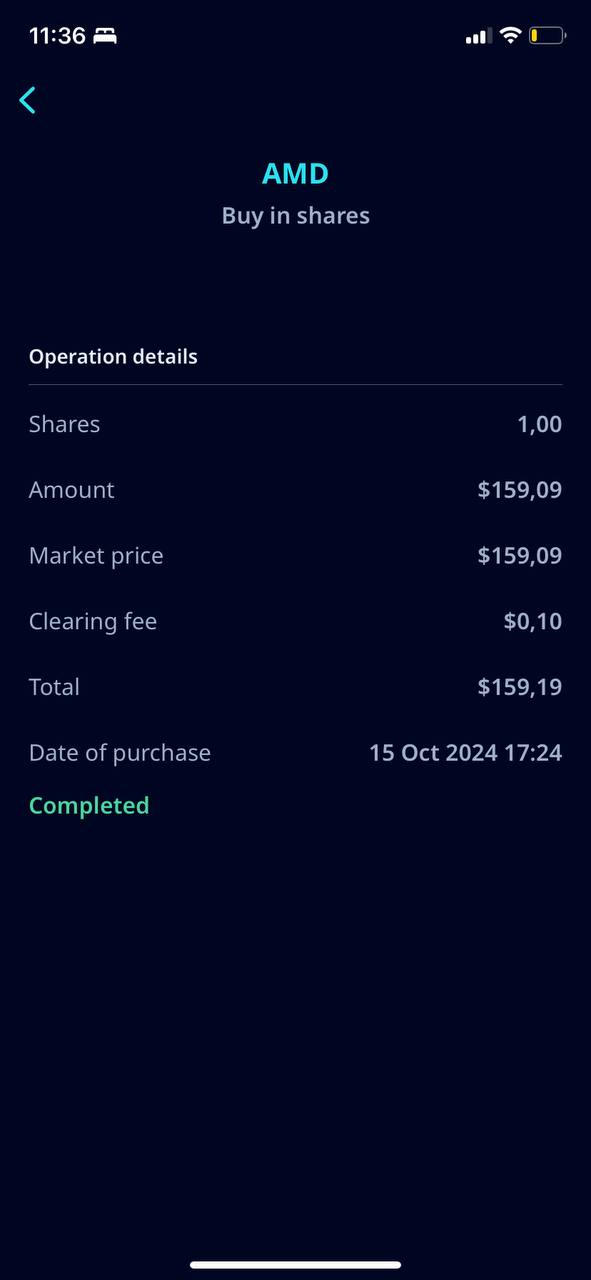 11:36
AMD
Buy in shares
Operation details
Shares 1,00
Amount $159,09
Market price $159,09
Clearing fee $0,10
Total $159,19
Date of purchase 15 Oct 2024 17:24
Completed